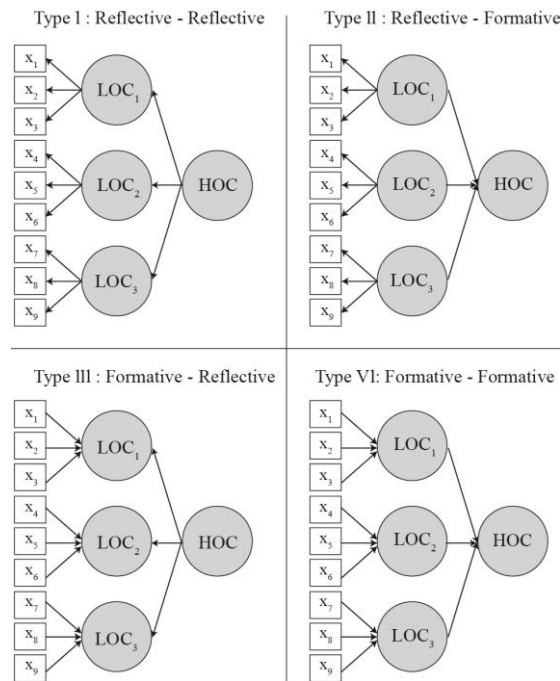 Type l : Reflective - Reflective
x1
x2
x3
x4
x5
x6
x7
x8
x9
LOC1
LOC2
LOC3
HOC
Type ll : Reflective - Formative
x1
x2
x3
x4
x5
x6
x7
x8
x9
LOC1
LOC2
LOC3
HOC
Type lll : Formative - Reflective
x1
x2
x3
x4
x5
x6
x7
x8
x9
LOC1
LOC2
LOC3
HOC
Type Vl: Formative - Formative
x1
x2
x3
x4
x5
x6
x7
x8
x9
LOC1
LOC2
LOC3
HOC